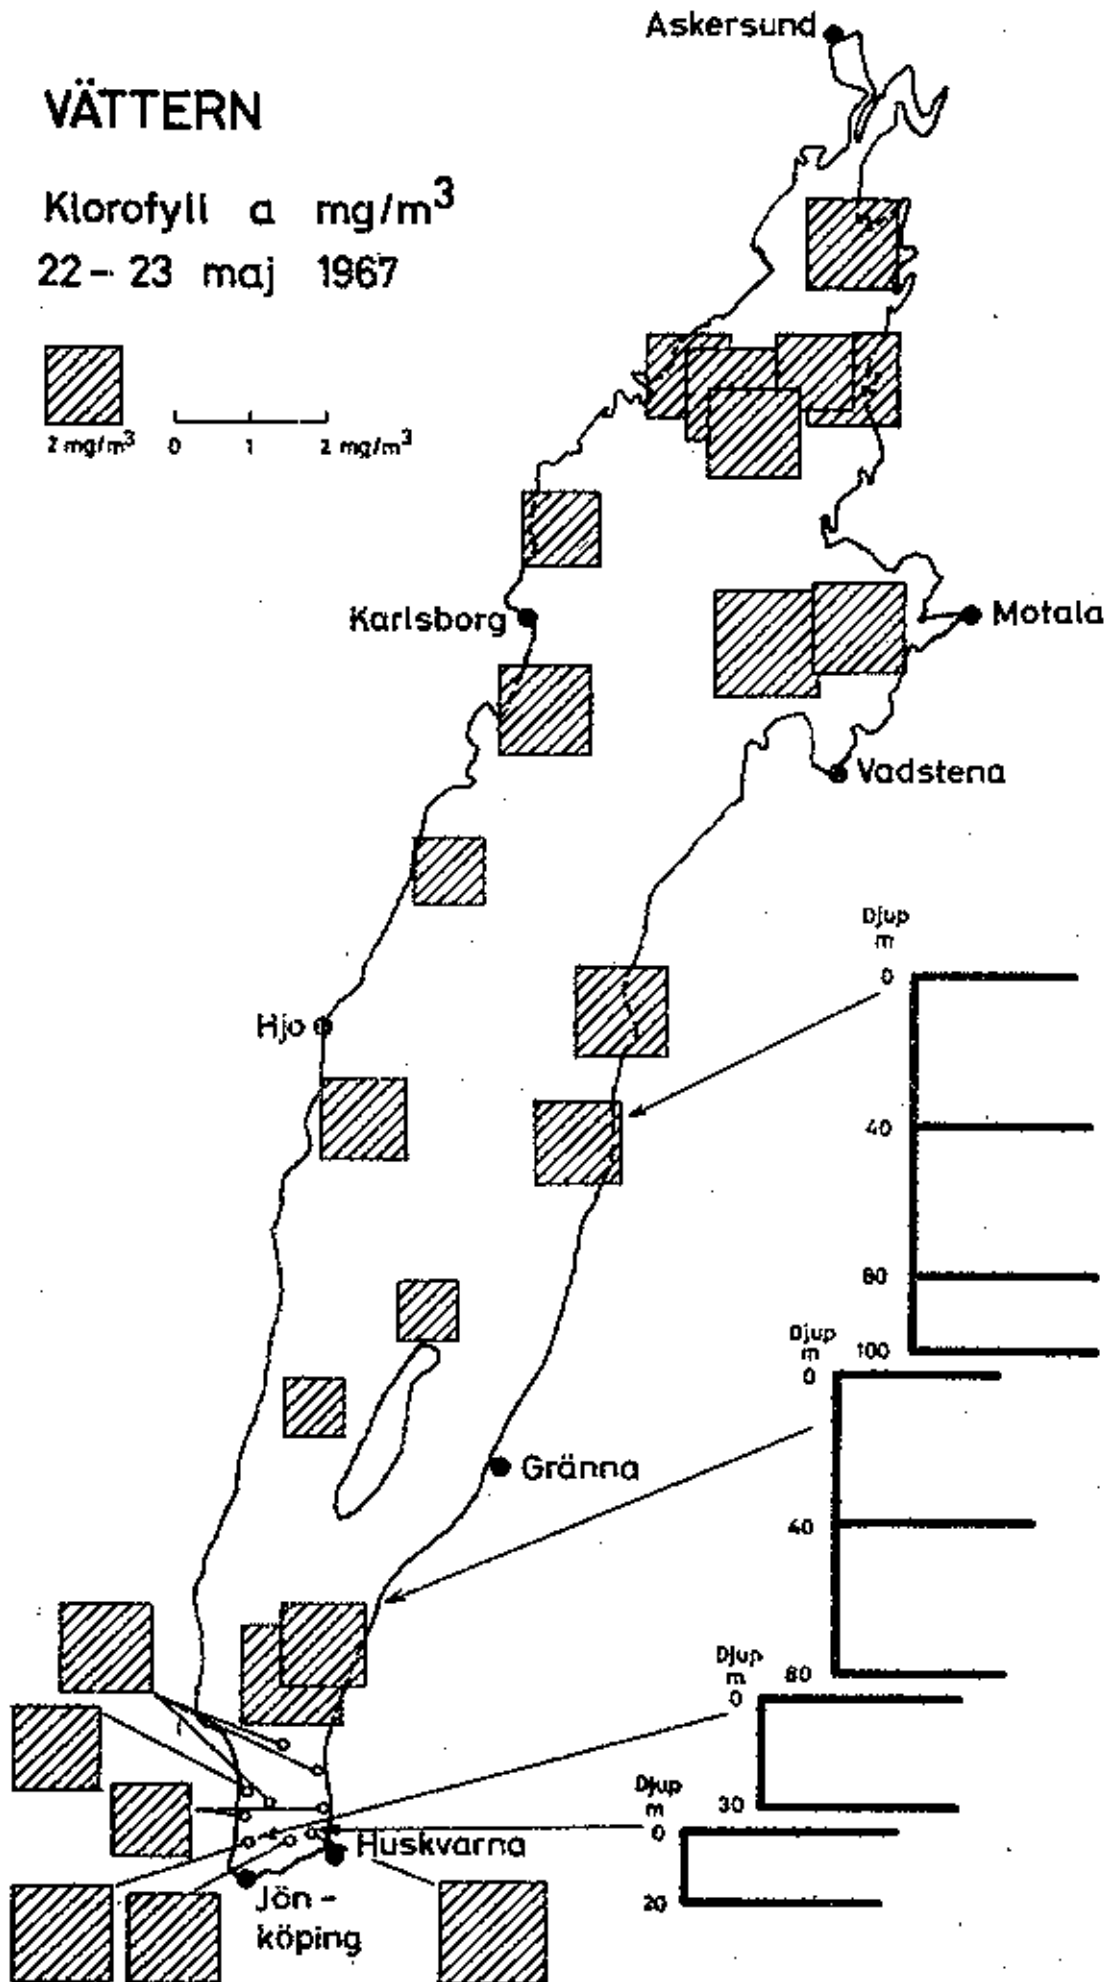 Askersund
VÄTTERN
Klorofyll a mg/m³
22 – 23 maj 1967
2 mg/m³
0 1 2 mg/m³
Karlsborg
Motala
Vadstena
Djup
m
0
Hjo
40
80
100
Djup
m
0
Gränna
40
80
Djup
m
0
30
Djup
m
0
Huskvarna
20
Jön –
köping